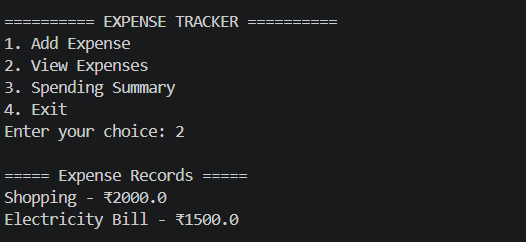 ========== EXPENSE TRACKER ==========
1. Add Expense
2. View Expenses
3. Spending Summary
4. Exit
Enter your choice: 2
===== Expense Records =====
Shopping - ₹2000.0
Electricity Bill - ₹1500.0